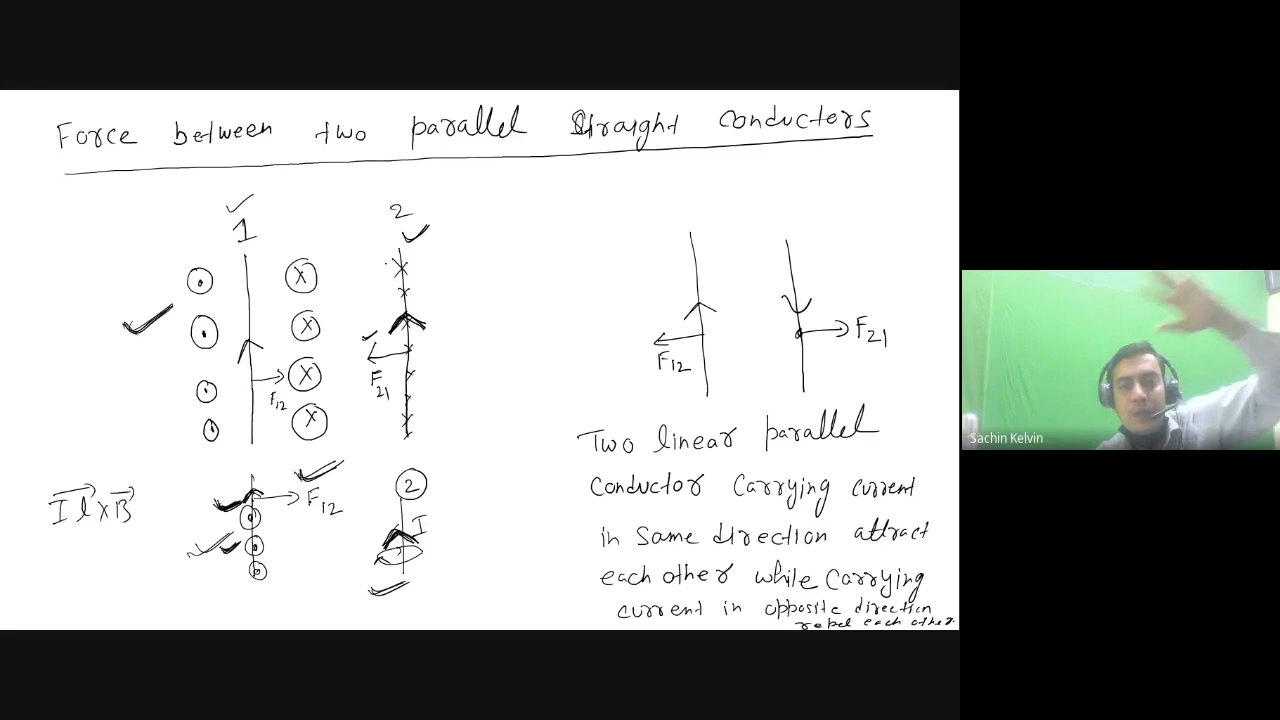 Force between two parallel straight conductors
1
2
F12
F21
Il×B
F12
2
I
F12
F21
Two linear parallel
conductor carrying current
in same direction attract
each other while carrying
current in opposite direction
repel each other.
Sachin Kelvin